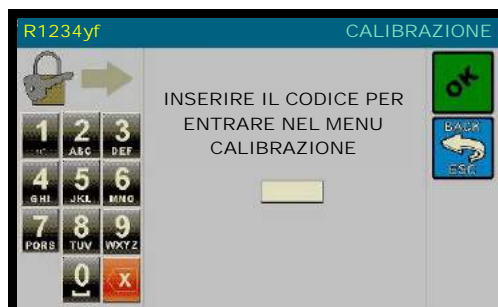 R1234yf CALIBRAZIONE
INSERIRE IL CODICE PER
ENTRARE NEL MENU
CALIBRAZIONE
OK
BACK
ESC
1 2 3
ABC DEF
4 5 6
GHI JKL MNO
7 8 9
PQRS TUV WXYZ
0 X